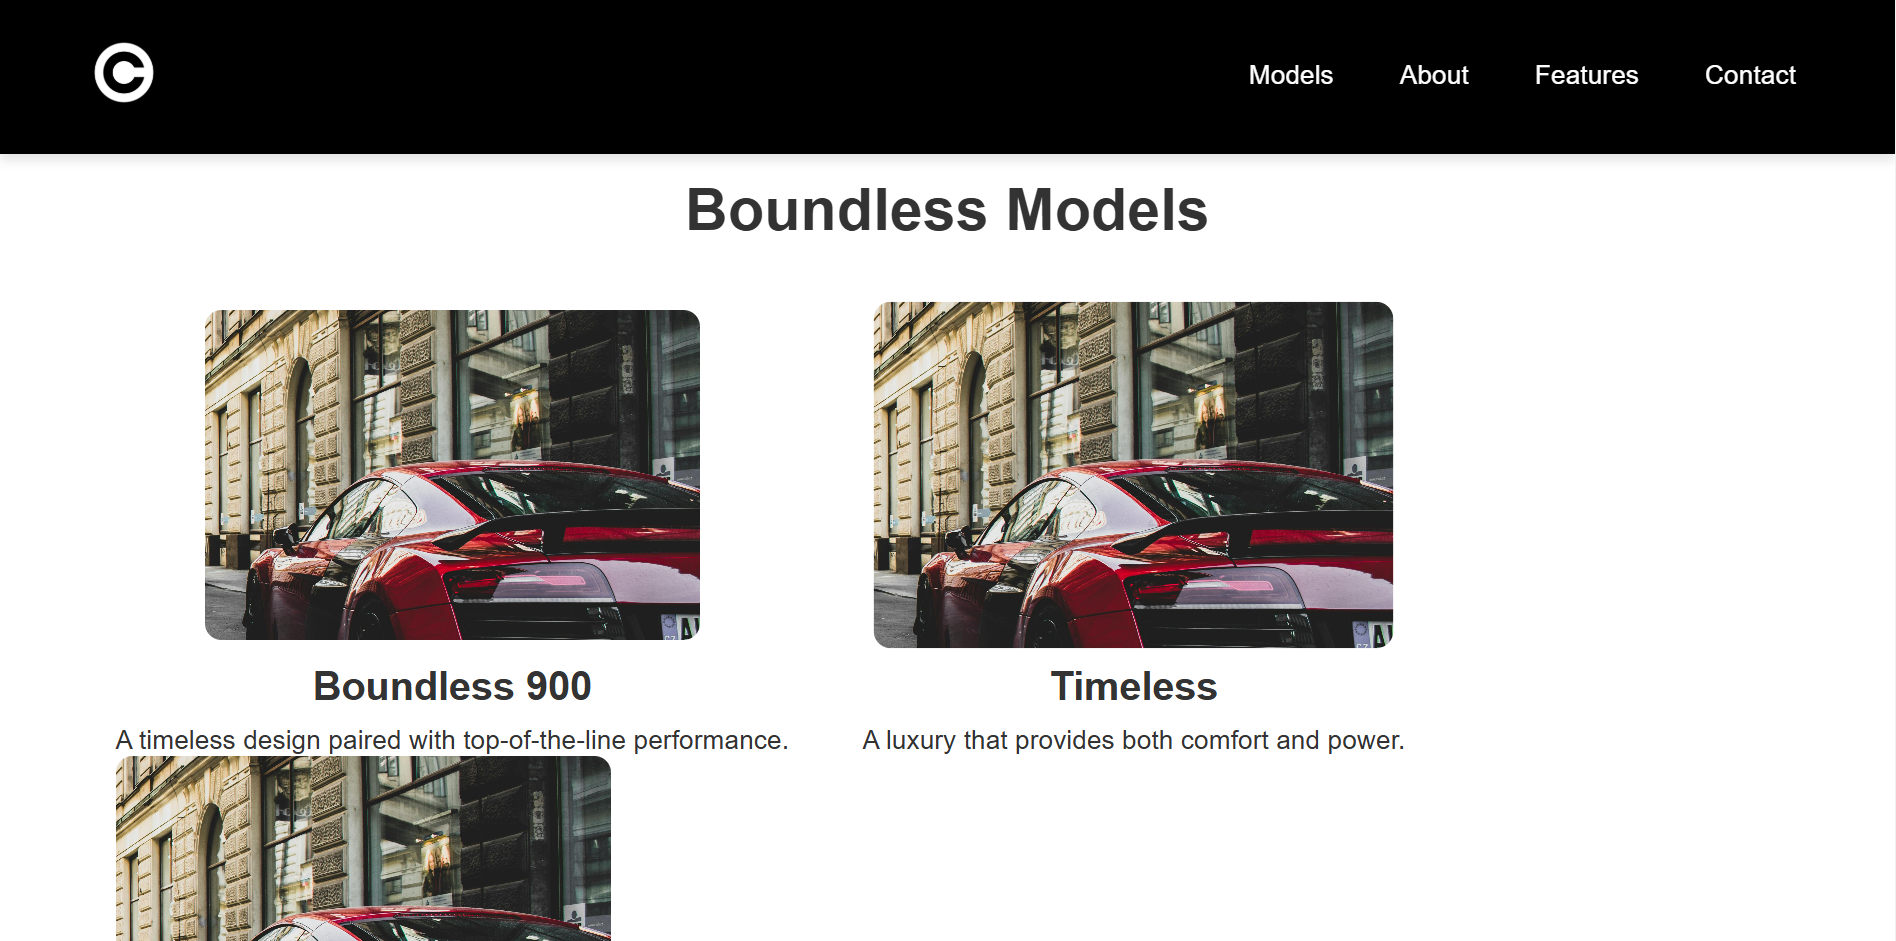 Models About Features Contact
Boundless Models
Boundless 900
Timeless
A timeless design paired with top-of-the-line performance.
A luxury that provides both comfort and power.